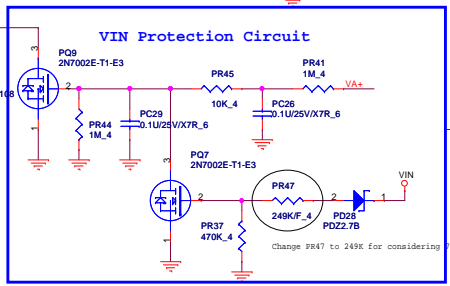 VIN Protection Circuit
PQ9
2N7002E-T1-E3
3
2
1
108
PR44
1M_4
PC29
0.1U/25V/X7R_6
PR45
10K_4
PC26
0.1U/25V/X7R_6
PR41
1M_4
VA+
PQ7
2N7002E-T1-E3
3
2
1
PR37
470K_4
PR47
249K/F_4
2
1
PD28
PDZ2.7B
VIN
Change PR47 to 249K for considering